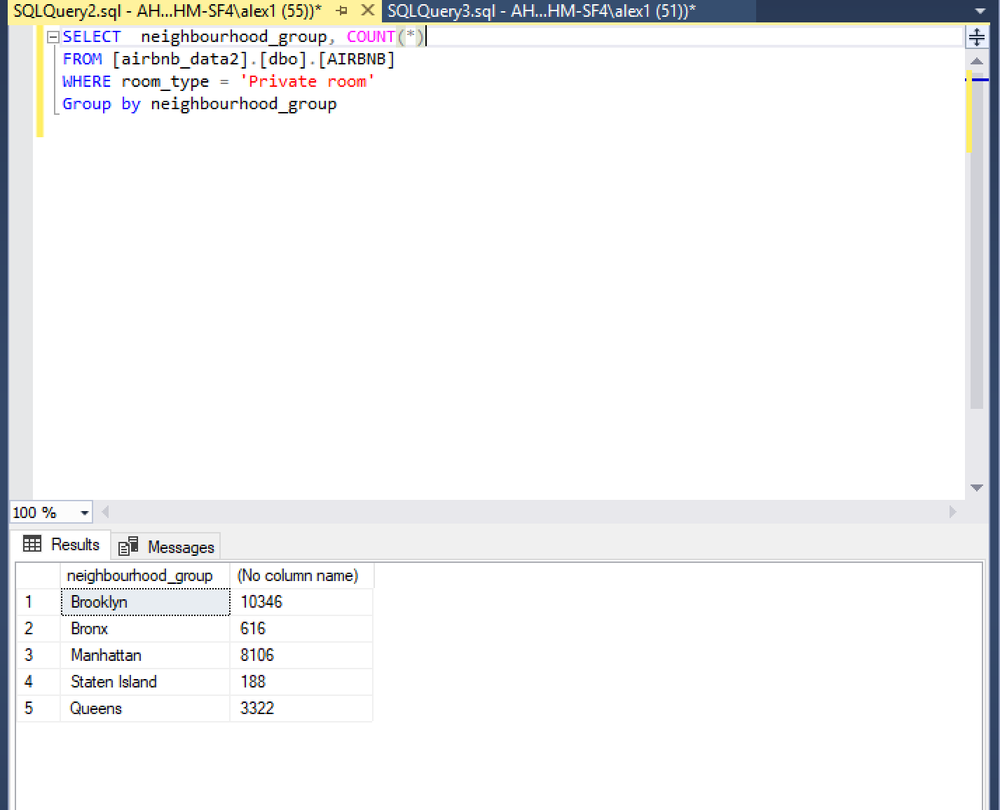 SQLQuery2.sql - AH...HM-SF4\alex1 (55))* SQLQuery3.sql - AH...HM-SF4\alex1 (51))*
SELECT  neighbourhood_group, COUNT(*)
FROM [airbnb_data2].[dbo].[AIRBNB]
WHERE room_type = 'Private room'
Group by neighbourhood_group
100 %
Results Messages
neighbourhood_group (No column name)
1 Brooklyn 10346
2 Bronx 616
3 Manhattan 8106
4 Staten Island 188
5 Queens 3322